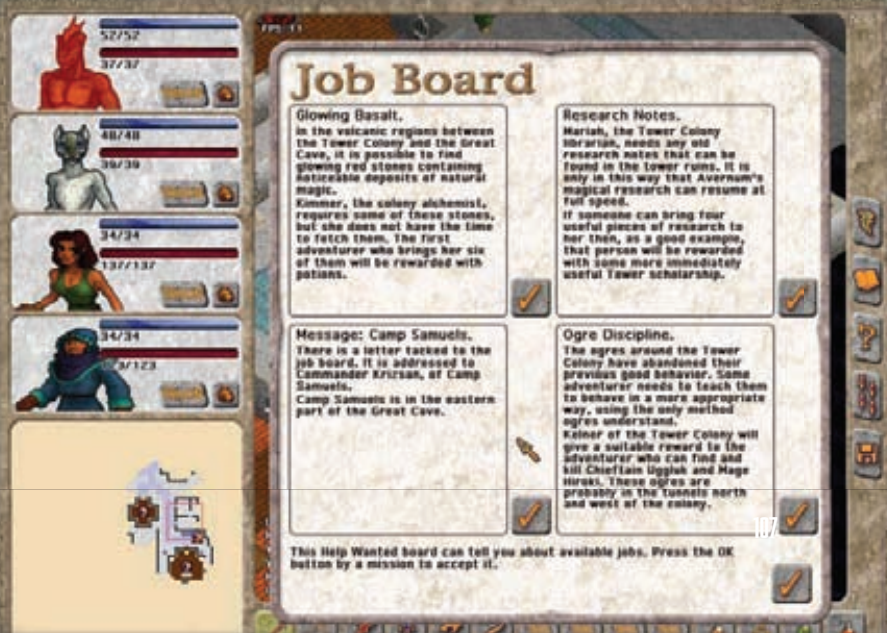 52/52
37/37
48/48
39/39
34/34
137/137
34/34
Job Board
Glowing Basalt.
In the volcanic regions between
the Tower Colony and the Great
Cave, it is possible to find
glowing red stones containing
noticeable deposits of natural
magic.
Kimmer, the colony alchemist,
requires some of these stones,
but she does not have the time
to fetch them. The first
adventurer who brings her six
of them will be rewarded with
potions.
Research Notes.
Mariah, the Tower Colony
librarian, needs any old
research notes that can be
found in the tower ruins. It is
only in this way that Avernum's
magical research can resume at
full speed.
If someone can bring four
useful pieces of research to
her then, as a good example,
that person will be rewarded
with some more immediately
useful Tower scholarship.
Message: Camp Samuels.
There is a letter tacked to the
job board. It is addressed to
Commander Krizsan, of Camp
Samuels.
Camp Samuels is in the eastern
part of the Great Cave.
Ogre Discipline.
The ogres around the Tower
Colony have abandoned their
previous good behavior. Some
adventurer needs to teach them
to behave in a more appropriate
way, using the only method
ogres understand.
Kelner of the Tower Colony will
give a suitable reward to the
adventurer who can find and
kill Chieftain Uggluk and Mage
Hiroki. These ogres are
probably in the tunnels north
and west of the colony.
107
This Help Wanted board can tell you about available jobs. Press the OK
button by a mission to accept it.
?
2